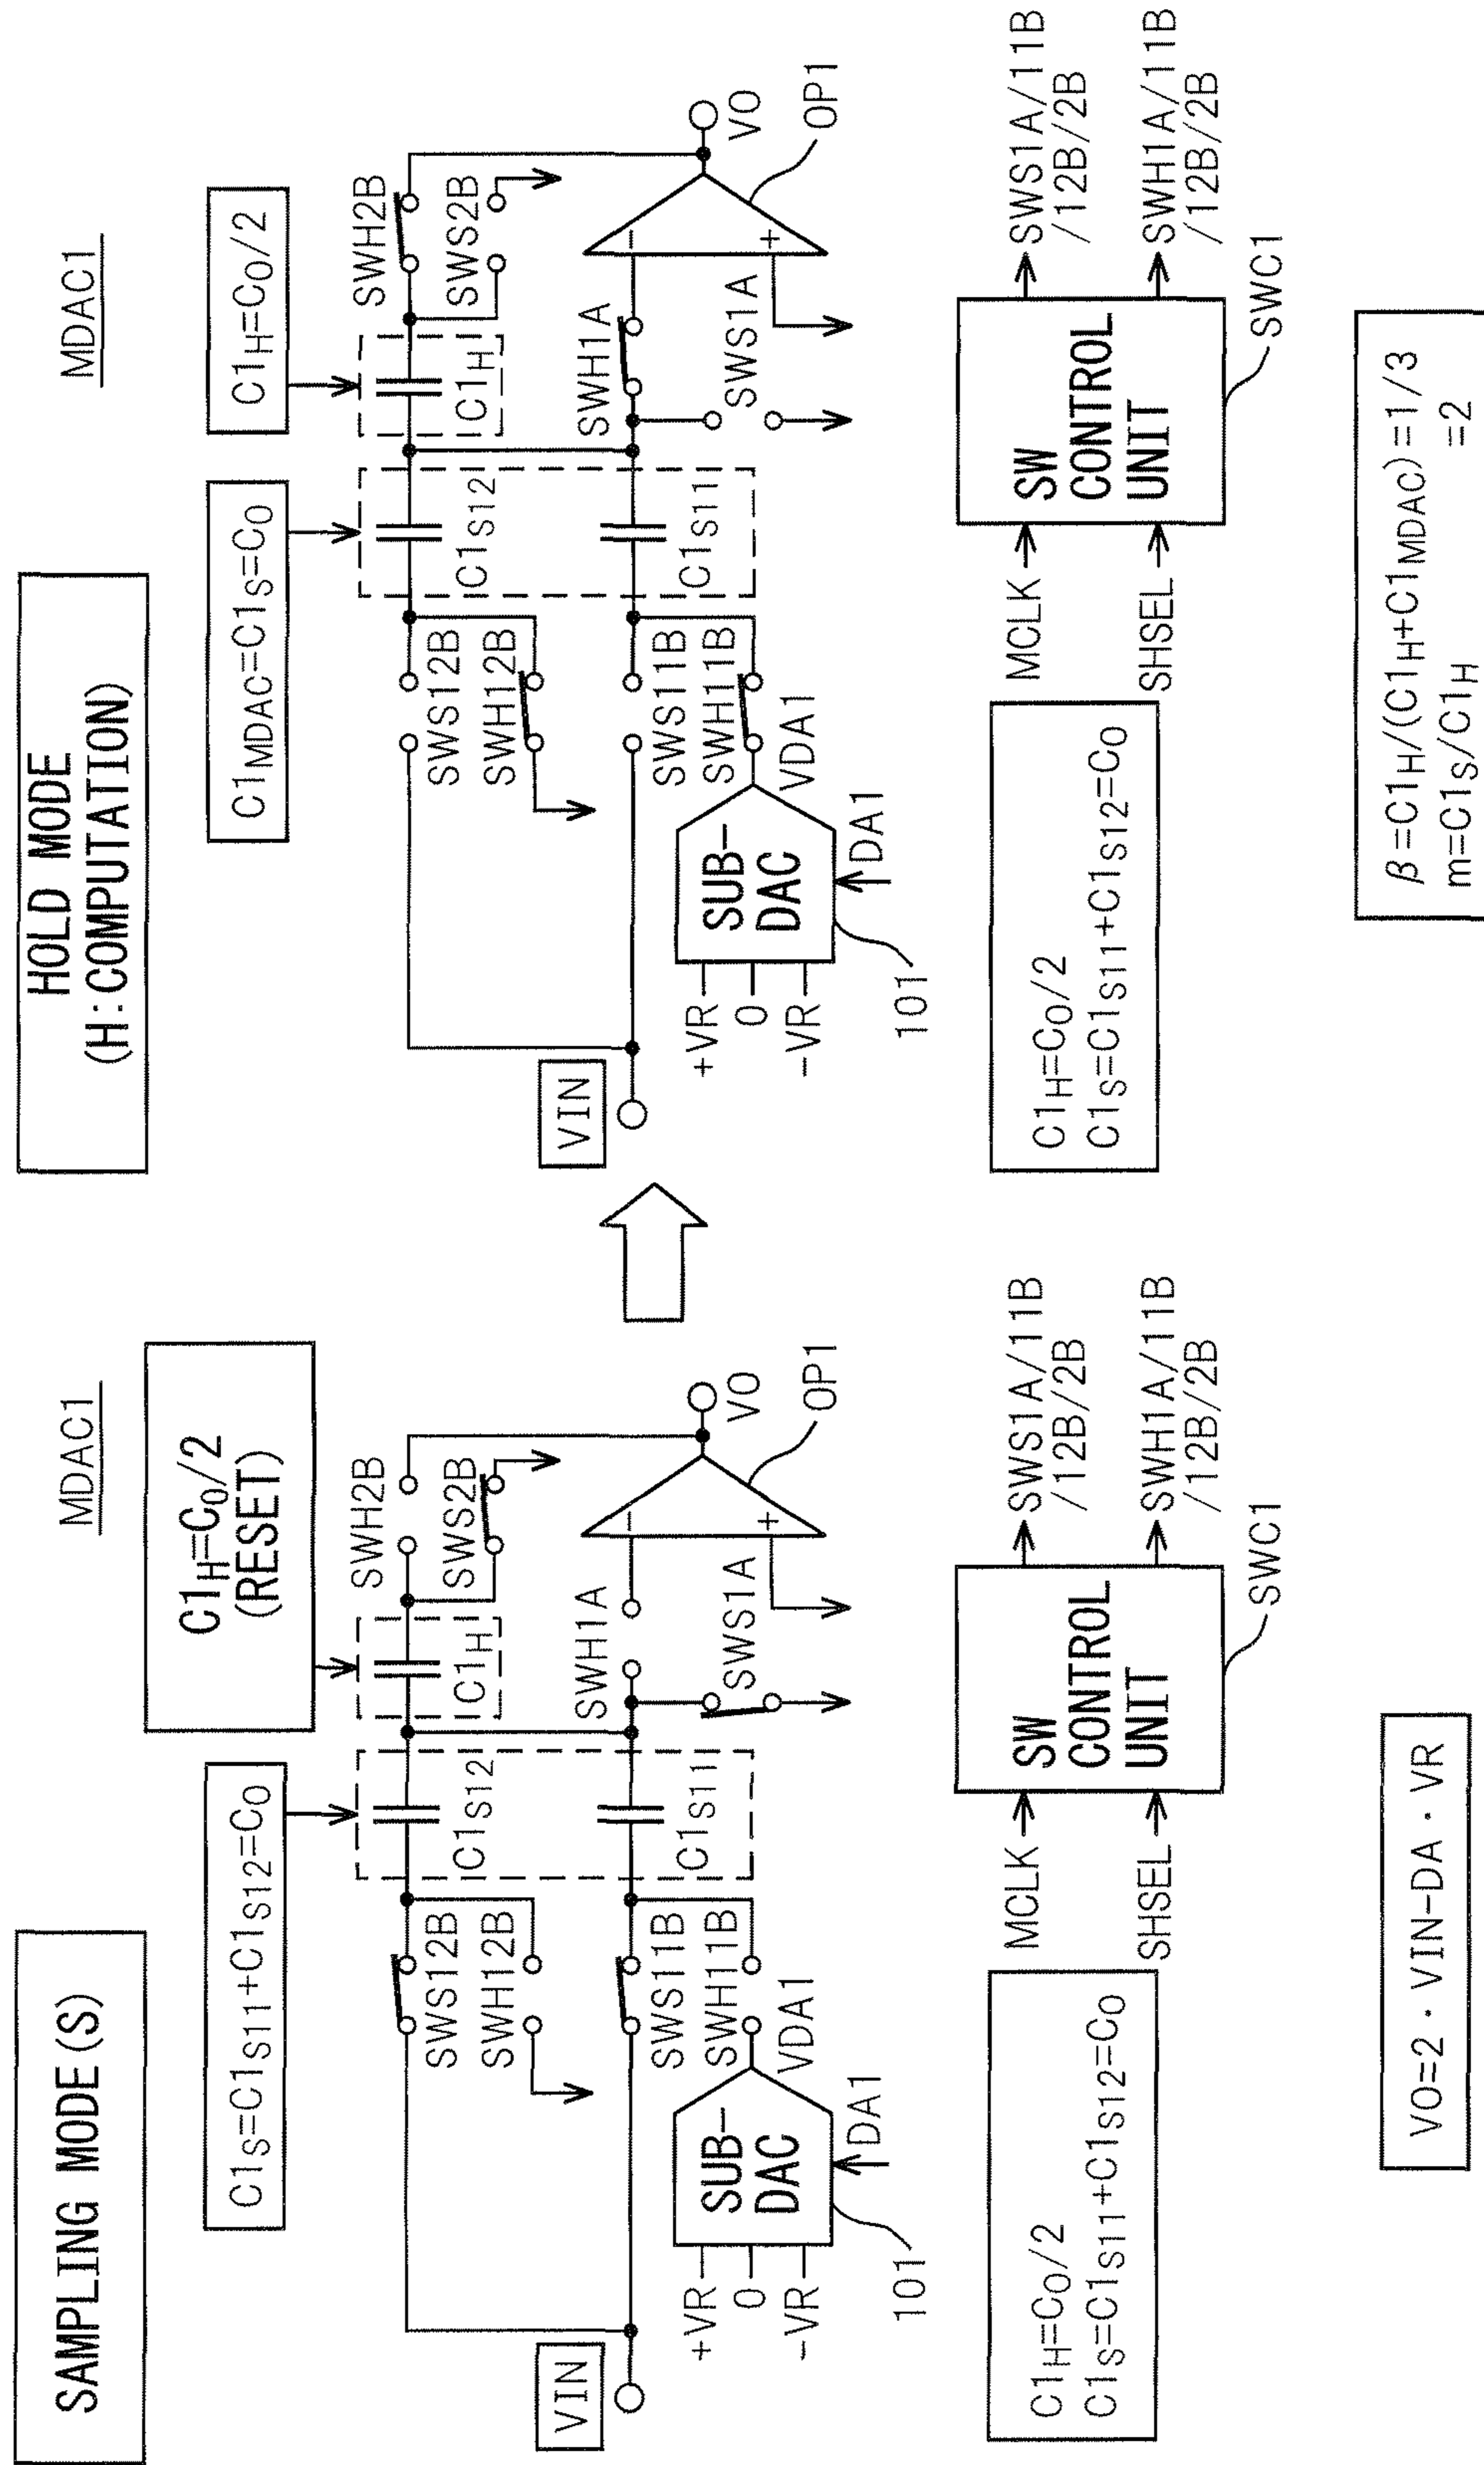 SAMPLING MODE(S)
MDAC1
C1S=C1S11+C1S12=C0
C1H=C0/2
(RESET)
SWS12B
SWH12B
C1S12
C1H
SWH2B
SWS2B
VIN
SWS11B
SWH11B
C1S11
SWH1A
SWS1A
VO
OP1
−
+
+VR
0
-VR
SUB-
DAC
VDA1
DA1
101
C1H=C0/2
C1S=C1S11+C1S12=C0
MCLK
SHSEL
SW
CONTROL
UNIT
SWS1A/11B
/12B/2B
SWH1A/11B
/12B/2B
SWC1
VO=2・VIN-DA・VR
HOLD MODE
(H:COMPUTATION)
MDAC1
C1MDAC=C1S=C0
C1H=C0/2
SWS12B
SWH12B
C1S12
C1H
SWH2B
SWS2B
VIN
SWS11B
SWH11B
C1S11
SWH1A
SWS1A
VO
OP1
−
+
+VR
0
-VR
SUB-
DAC
VDA1
DA1
101
C1H=C0/2
C1S=C1S11+C1S12=C0
MCLK
SHSEL
SW
CONTROL
UNIT
SWS1A/11B
/12B/2B
SWH1A/11B
/12B/2B
SWC1
β=C1H/(C1H+C1MDAC)=1/3
m=C1S/C1H =2